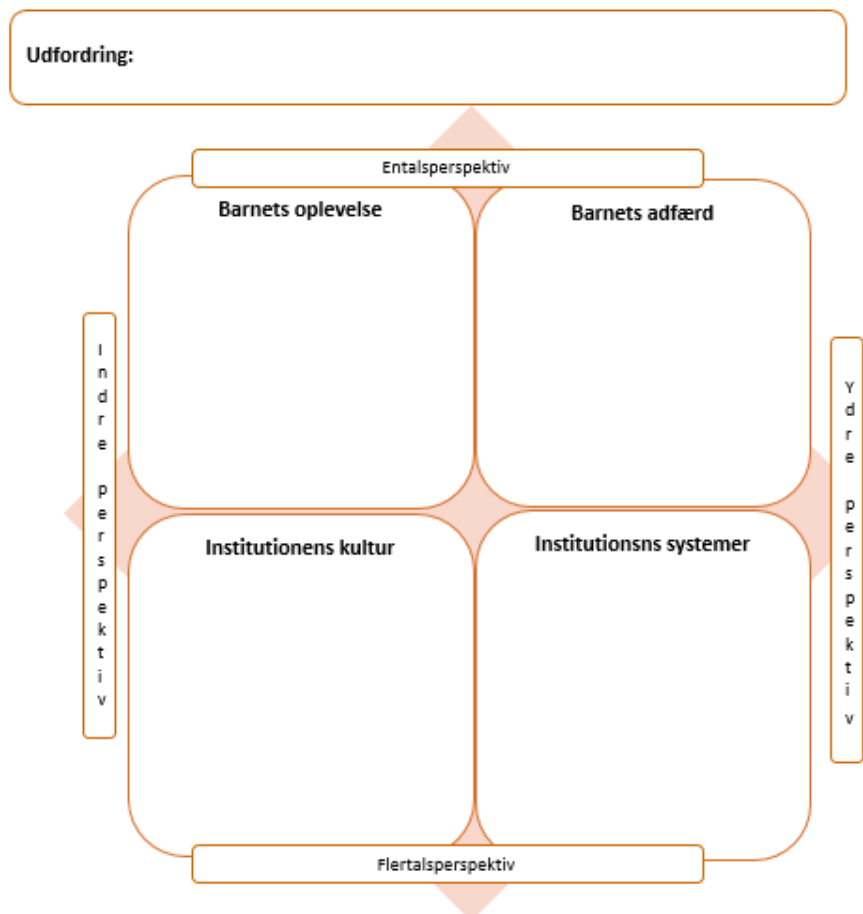 Udfordring:
Entalsperspektiv
Barnets oplevelse
Barnets adfærd
Indre perspektiv
Ydre perspektiv
Institutionens kultur
Institutionsns systemer
Flertalsperspektiv